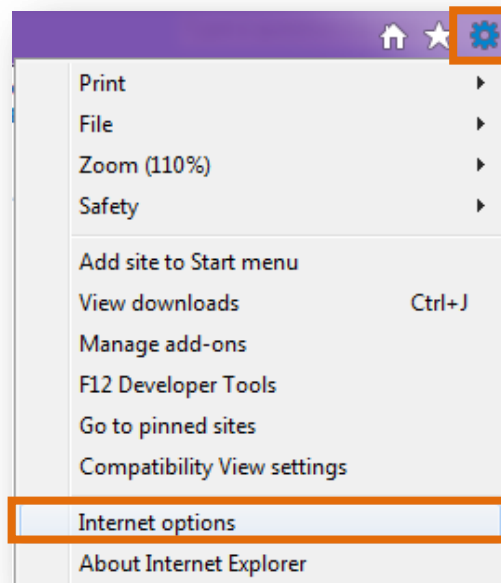 Print
File
Zoom (110%)
Safety
Add site to Start menu
View downloads Ctrl+J
Manage add-ons
F12 Developer Tools
Go to pinned sites
Compatibility View settings
Internet options
About Internet Explorer